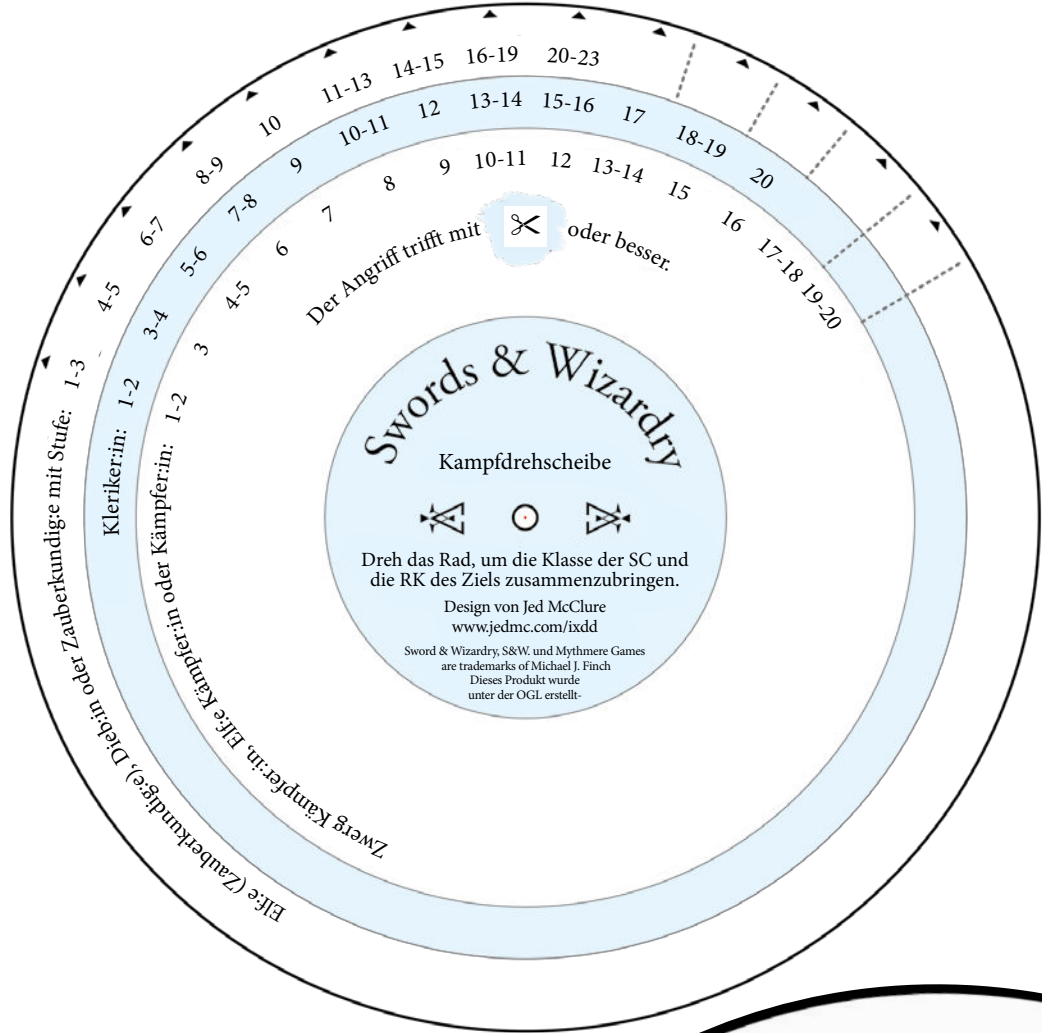 Elf:e (Zauberkundig:e), Dieb:in oder Zauberkundig:e mit Stufe: 1-3 4-5 6-7 8-9 10 11-13 14-15 16-19 20-23
Kleriker:in: 1-2 3-4 5-6 7-8 9 10-11 12 13-14 15-16 17 18-19 20
Zwerg Kämpfer:in, Elf:e Kämpfer:in oder Kämpfer:in: 1-2 3 4-5 6 7 8 9 10-11 12 13-14 15 16 17-18 19-20
Der Angriff trifft mit oder besser.
Swords & Wizardry
Kampfdrehscheibe
Dreh das Rad, um die Klasse der SC und
die RK des Ziels zusammenzubringen.
Design von Jed McClure
www.jedmc.com/ixdd
Sword & Wizardry, S&W. und Mythmere Games
are trademarks of Michael J. Finch
Dieses Produkt wurde
unter der OGL erstellt-